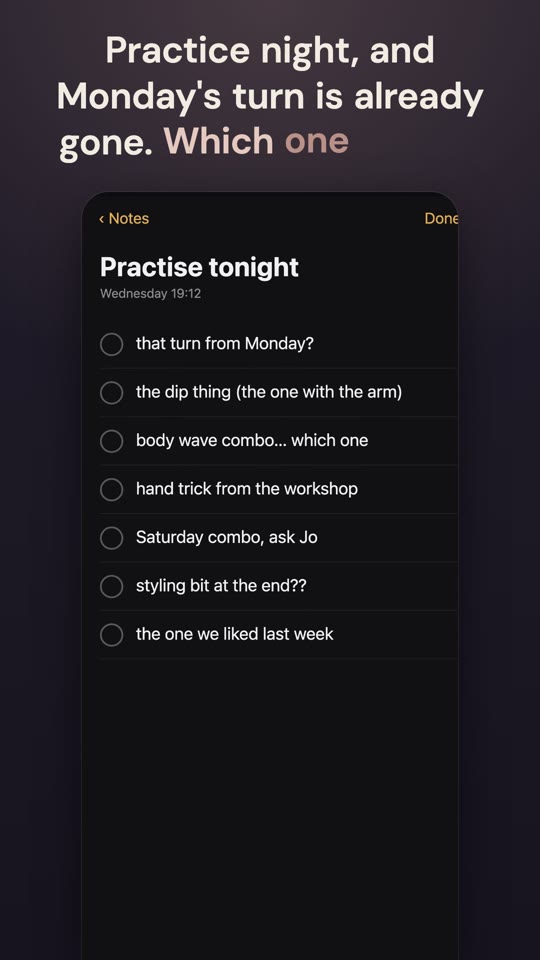 Practice night, and
Monday's turn is already
gone. Which one
‹ Notes
Done
Practise tonight
Wednesday 19:12
that turn from Monday?
the dip thing (the one with the arm)
body wave combo... which one
hand trick from the workshop
Saturday combo, ask Jo
styling bit at the end??
the one we liked last week